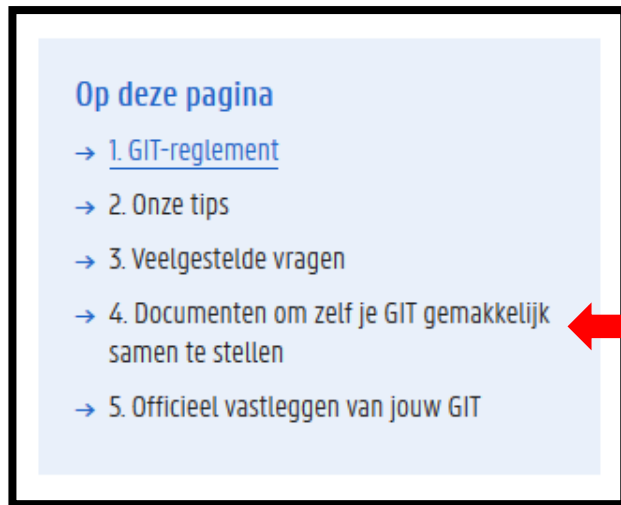 Op deze pagina
→ 1. GIT-reglement
→ 2. Onze tips
→ 3. Veelgestelde vragen
→ 4. Documenten om zelf je GIT gemakkelijk
samen te stellen
→ 5. Officieel vastleggen van jouw GIT